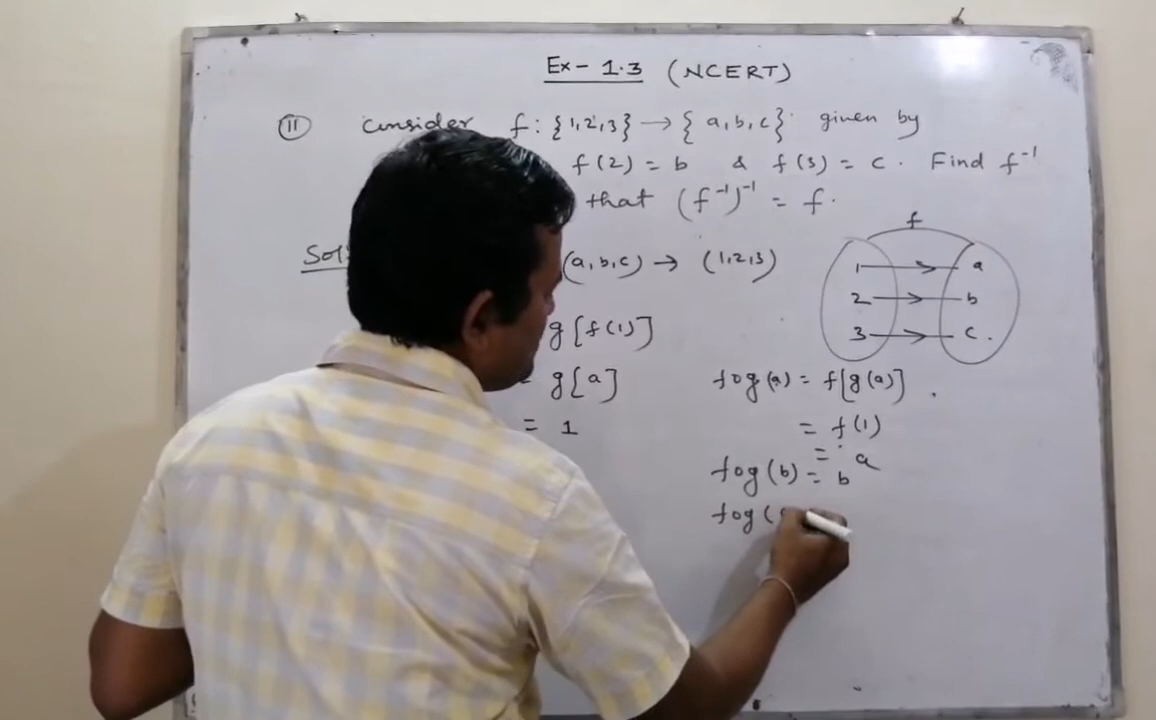 Ex- 1.3 (NCERT)
11 Consider f: {1,2,3} → {a,b,c} given by
f(2) = b & f(3) = c. Find f⁻¹
that (f⁻¹)⁻¹ = f.
(a,b,c) → (1,2,3)
f
1 a
2 b
3 c.
g[f(1)]
= g[a]
= 1
fog(a) = f[g(a)].
= f(1)
= a
fog(b) = b
fog(